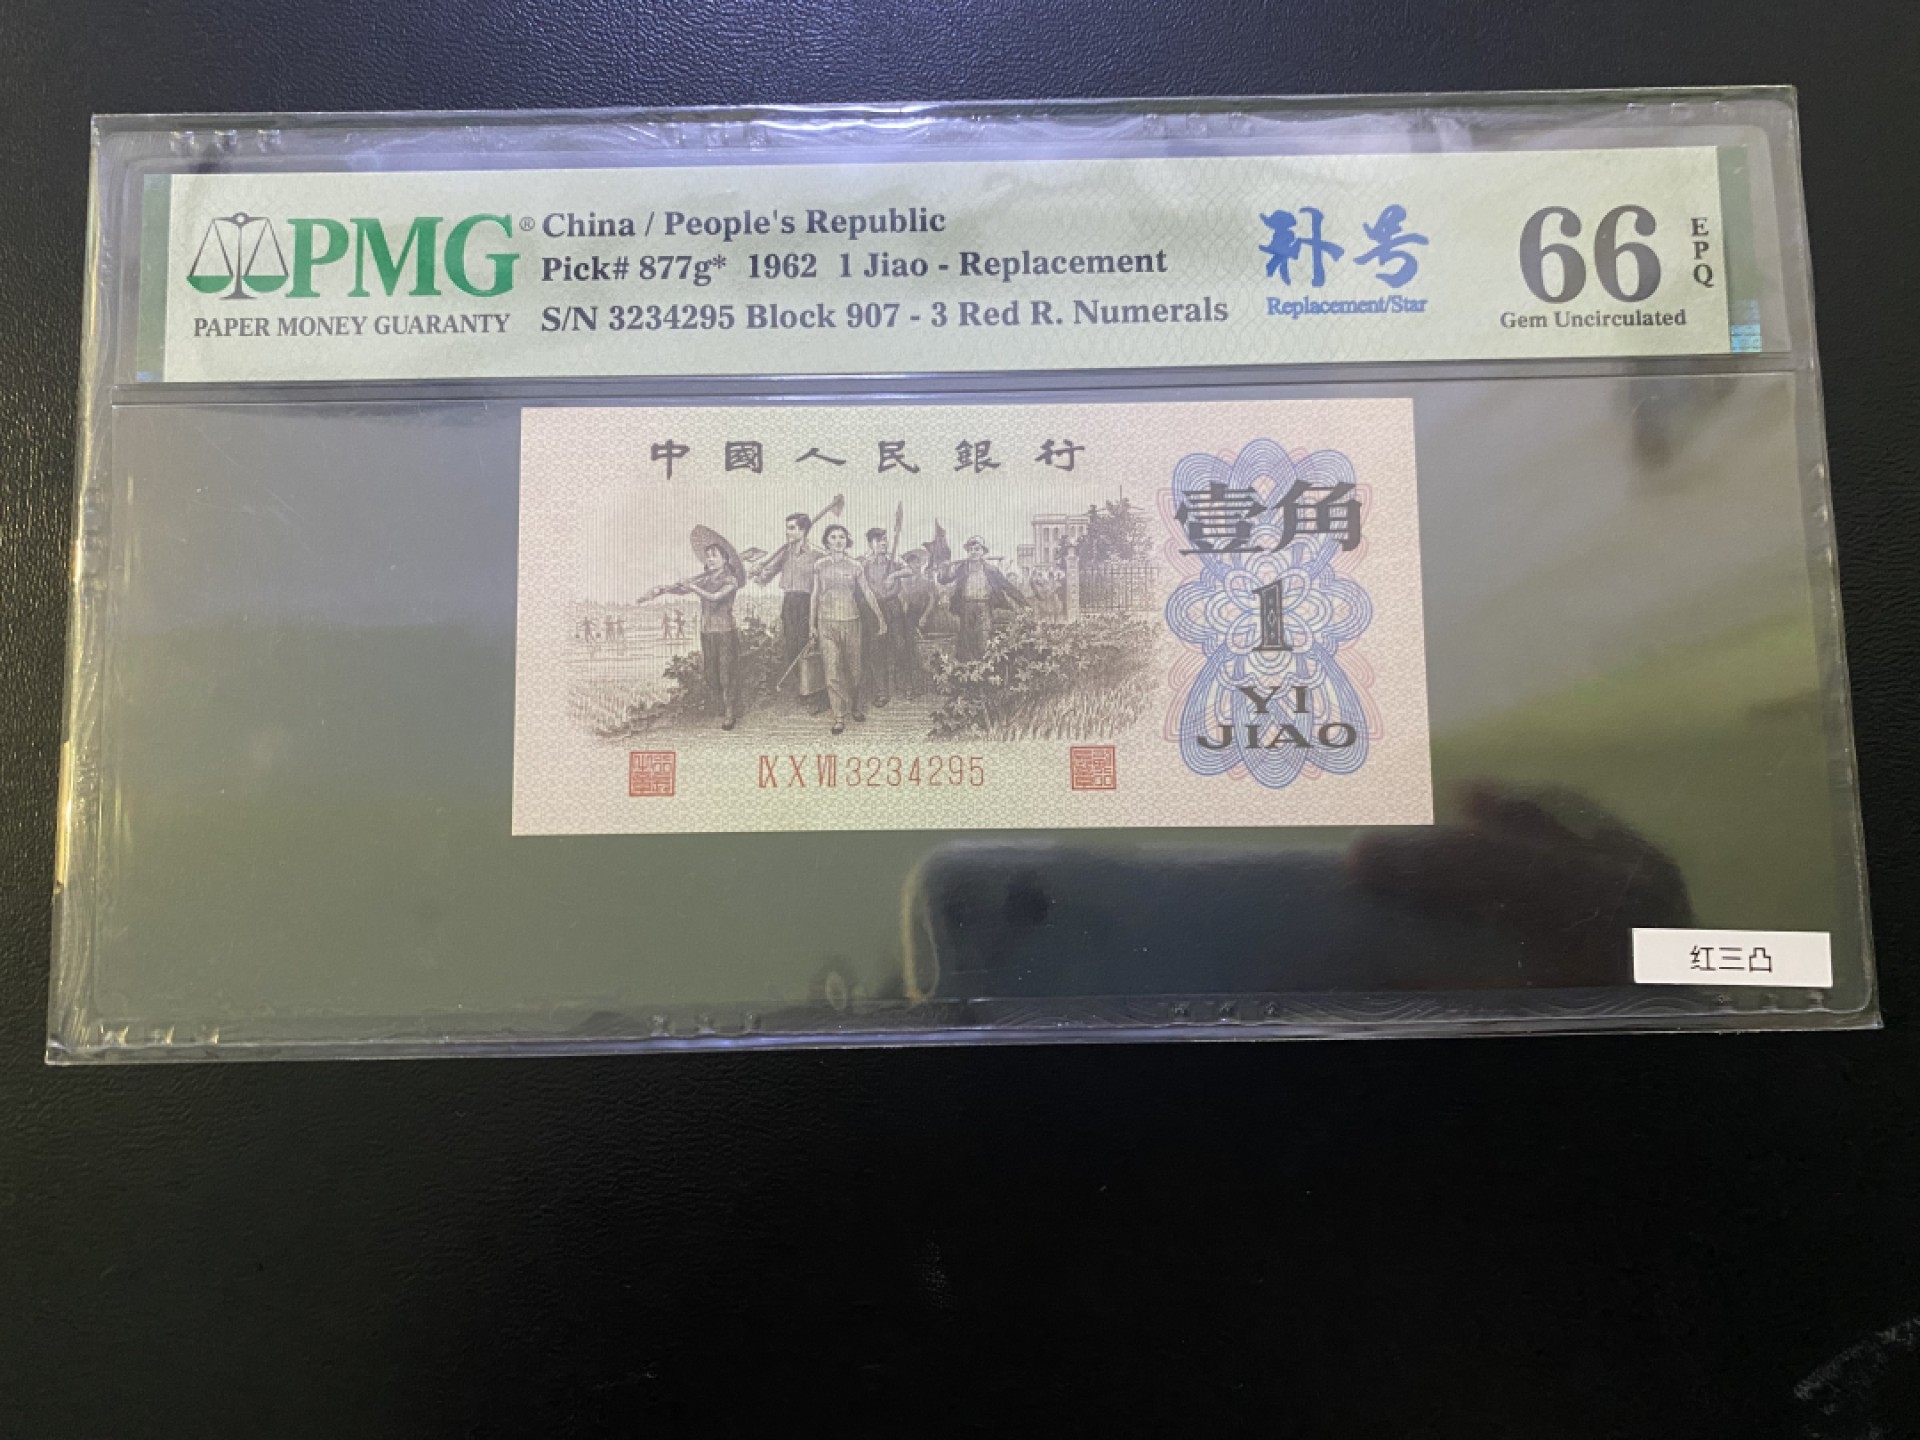 PMG®
PAPER MONEY GUARANTY
China / People's Republic
Pick# 877g* 1962 1 Jiao - Replacement
S/N 3234295 Block 907 - 3 Red R. Numerals
补号
Replacement/Star
66
EPQ
Gem Uncirculated
中國人民銀行
壹角
1
YI
JIAO
ⅨⅩⅦ3234295
红三凸